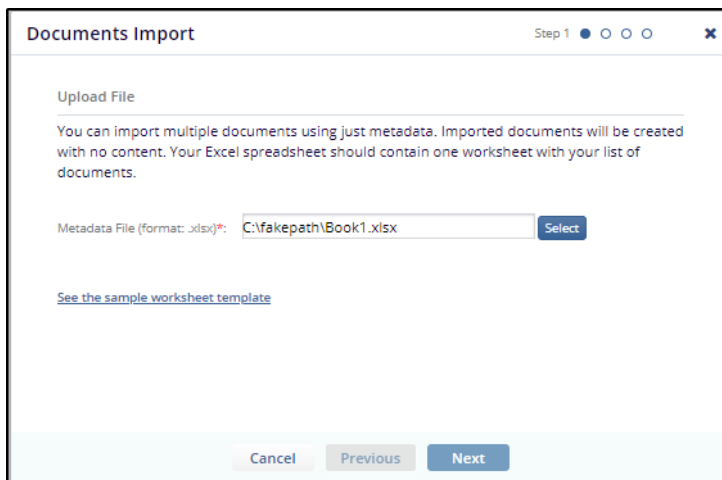 Documents Import
Step 1
Upload File
You can import multiple documents using just metadata. Imported documents will be created
with no content. Your Excel spreadsheet should contain one worksheet with your list of
documents.
Metadata File (format: .xlsx)*: C:\fakepath\Book1.xlsx Select
See the sample worksheet template
Cancel Previous Next